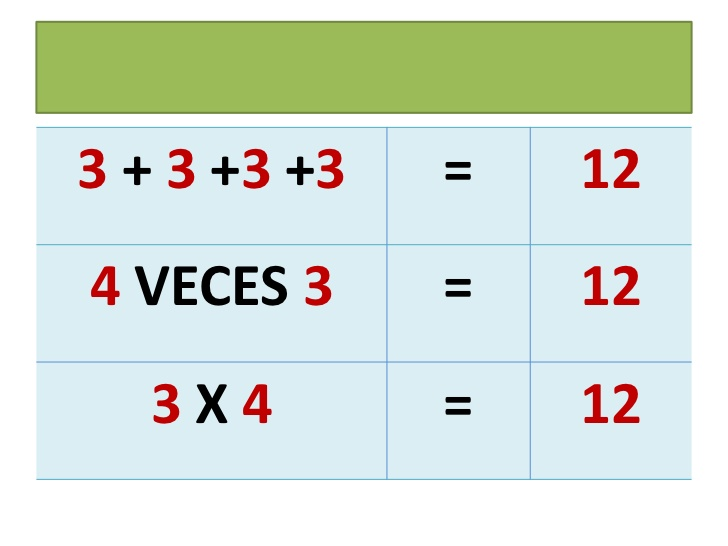 3 + 3 +3 +3 = 12
4 VECES 3 = 12
3 X 4 = 12